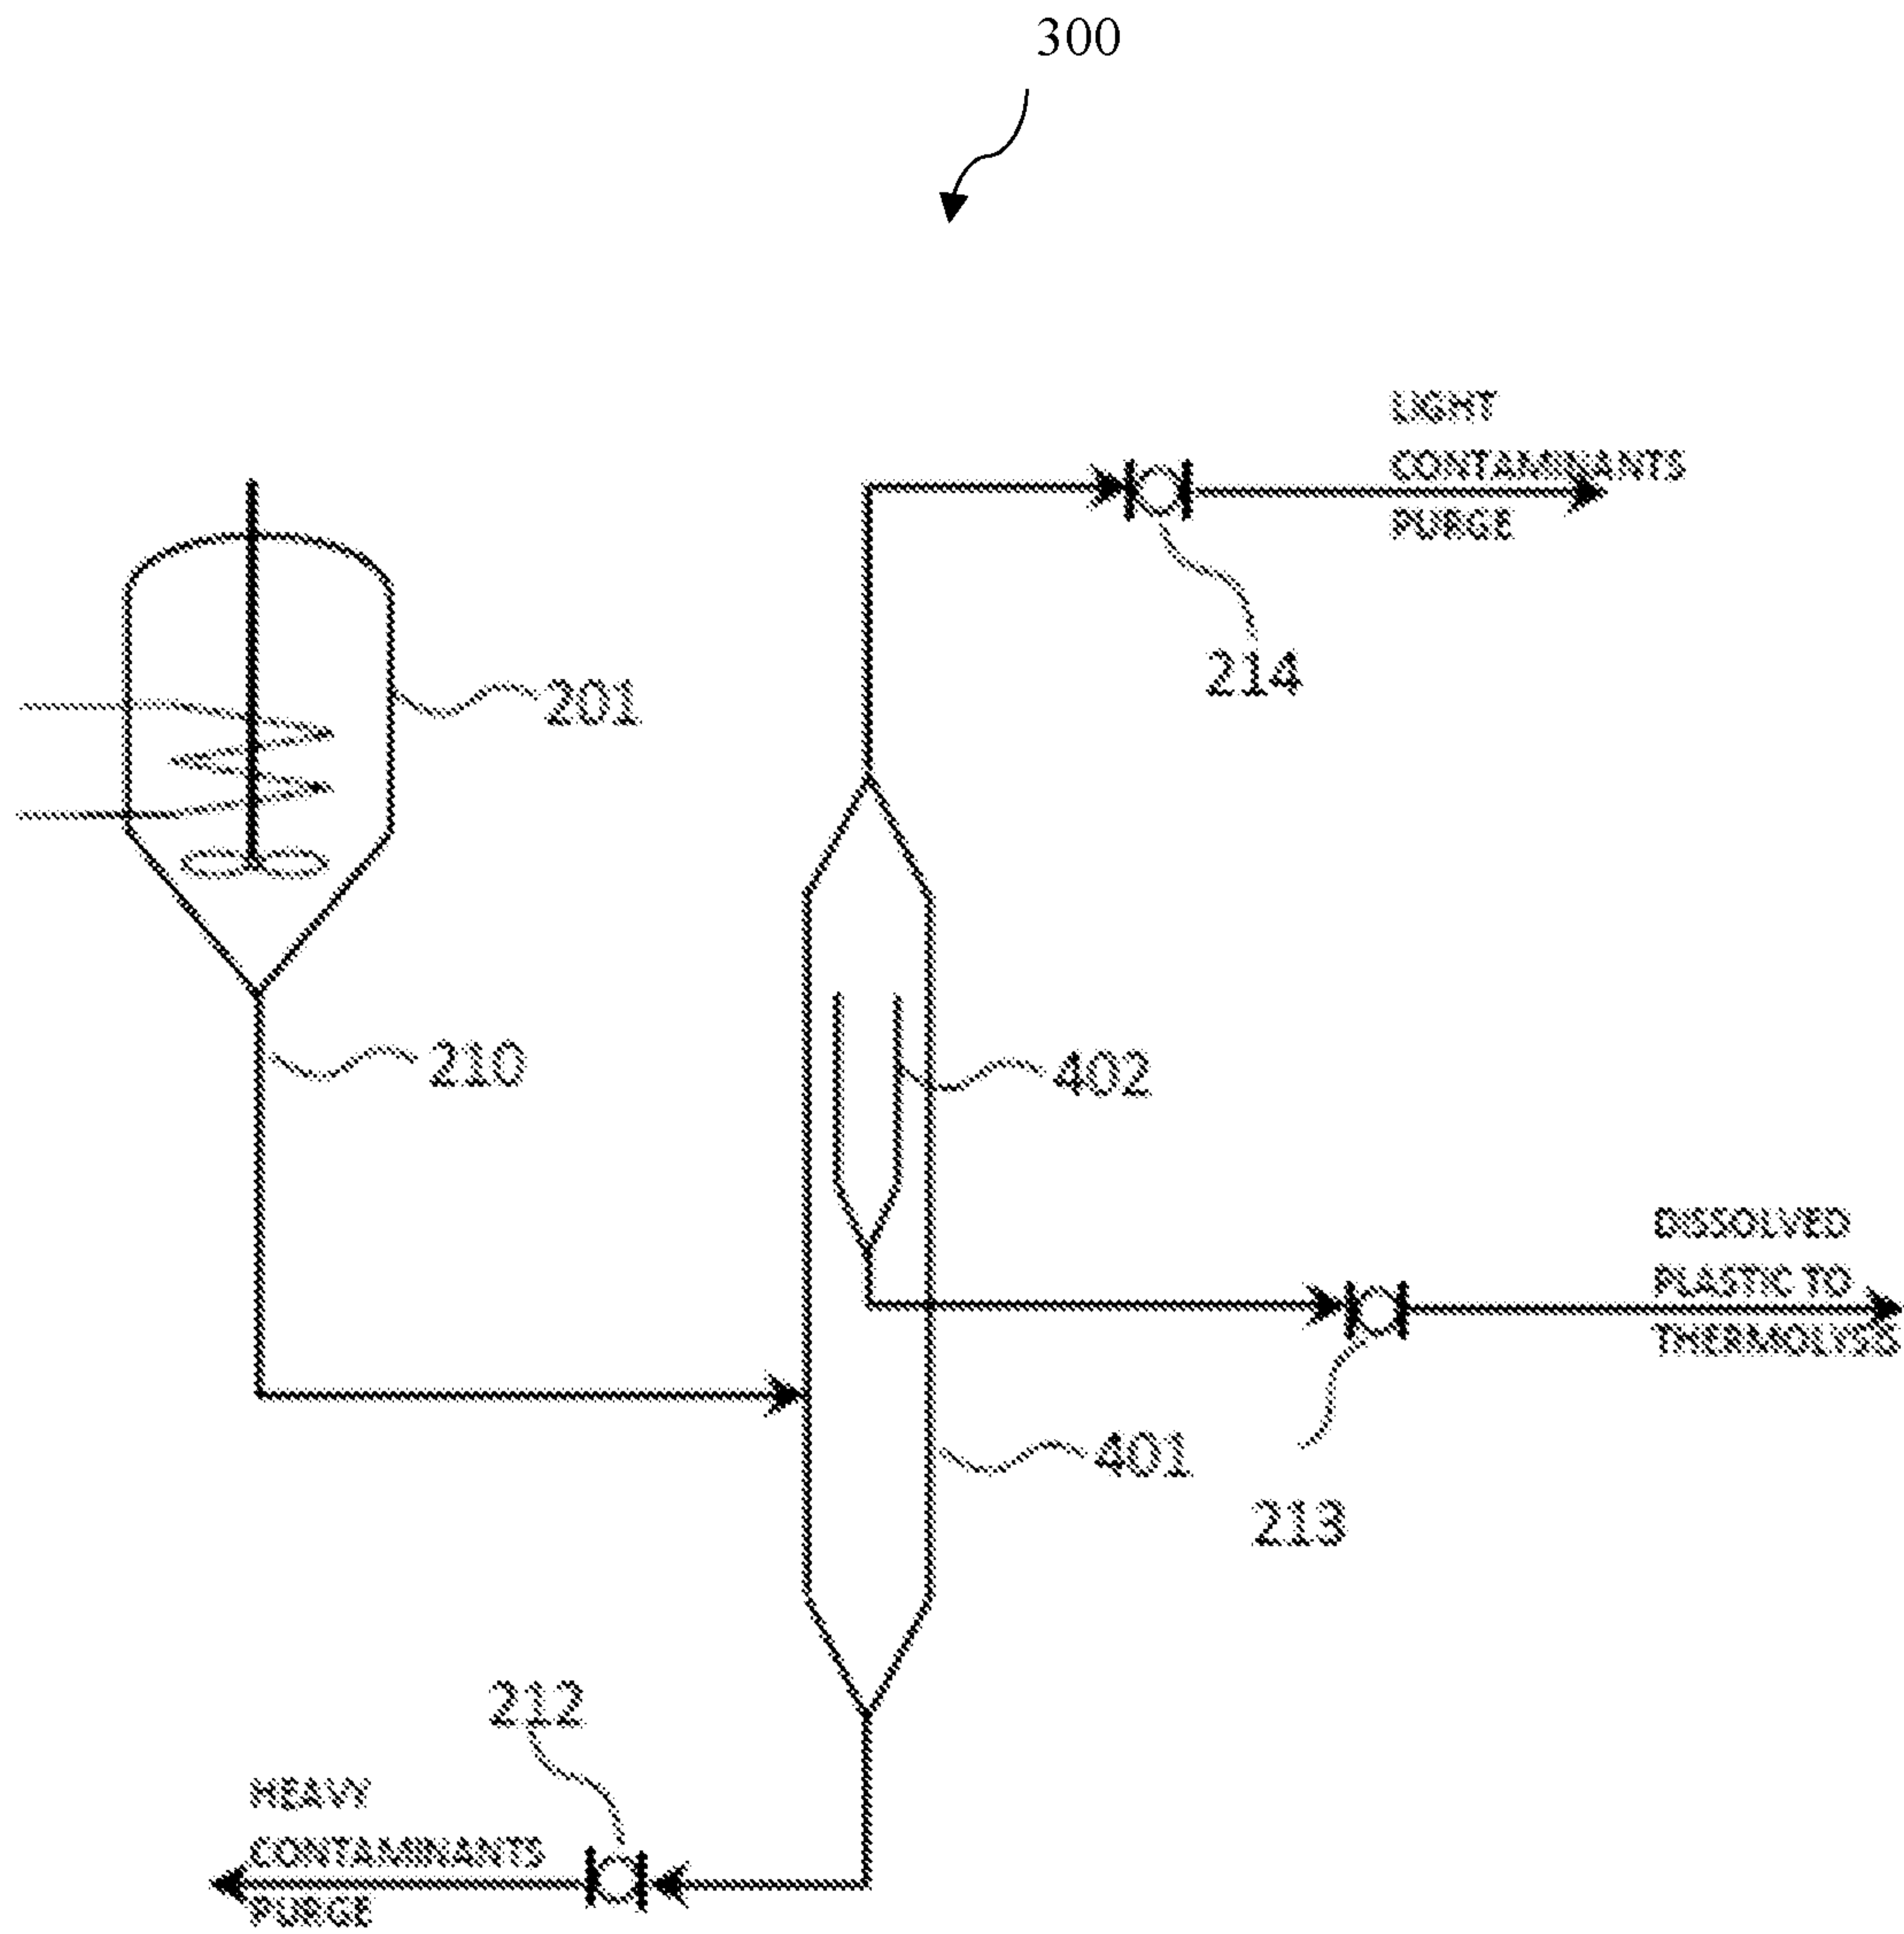 300
LIGHT
CONTAMINANTS
PURGE
214
201
210
402
DISSOLVED
PLASTIC TO
THERMOLYSIS
401
213
212
HEAVY
CONTAMINANTS
PURGE